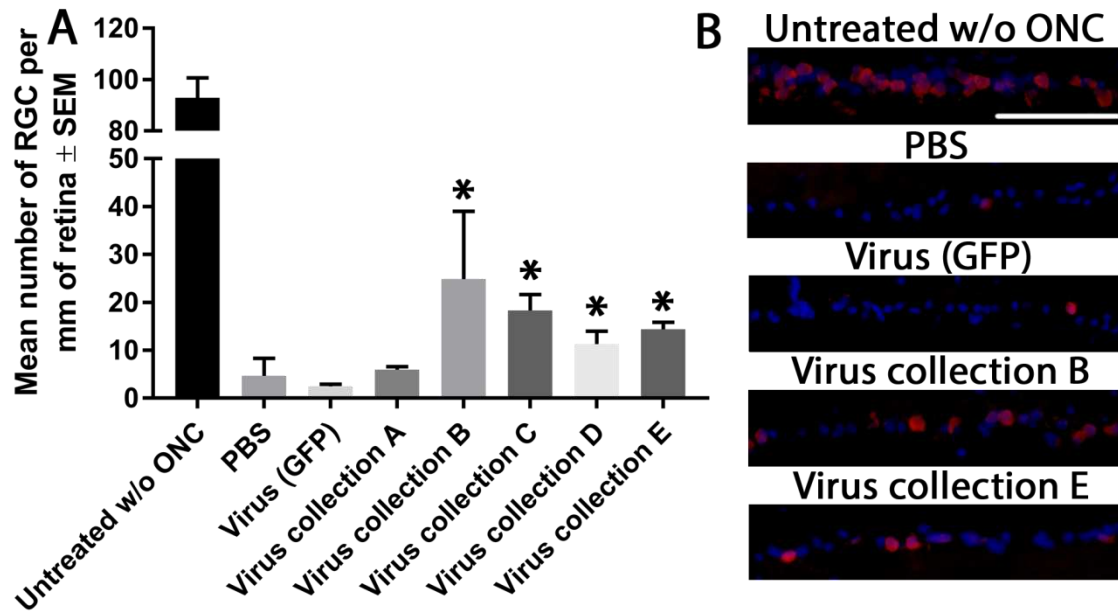 A
Mean number of RGC per
mm of retina ± SEM
100
80
50
40
30
20
10
0
*
*
*
*
Untreated w/o ONC
PBS
Virus (GFP)
Virus collection A
Virus collection B
Virus collection C
Virus collection D
Virus collection E
B
Untreated w/o ONC
PBS
Virus (GFP)
Virus collection B
Virus collection E